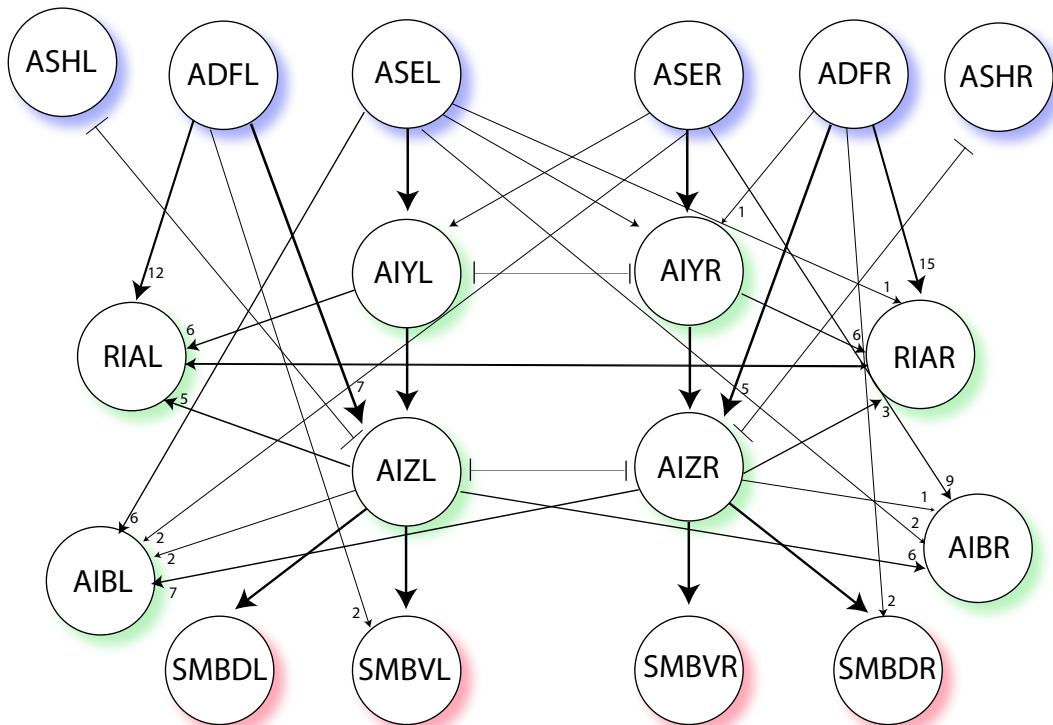 ASHL
ADFL
ASEL
ASER
ADFR
ASHR
1
12
15
AIYL
AIYR
1
6
6
RIAL
RIAR
5
7
5
3
AIZL
AIZR
9
6
2
2
1
2
6
7
AIBL
AIBR
2
2
SMBDL
SMBVL
SMBVR
SMBDR